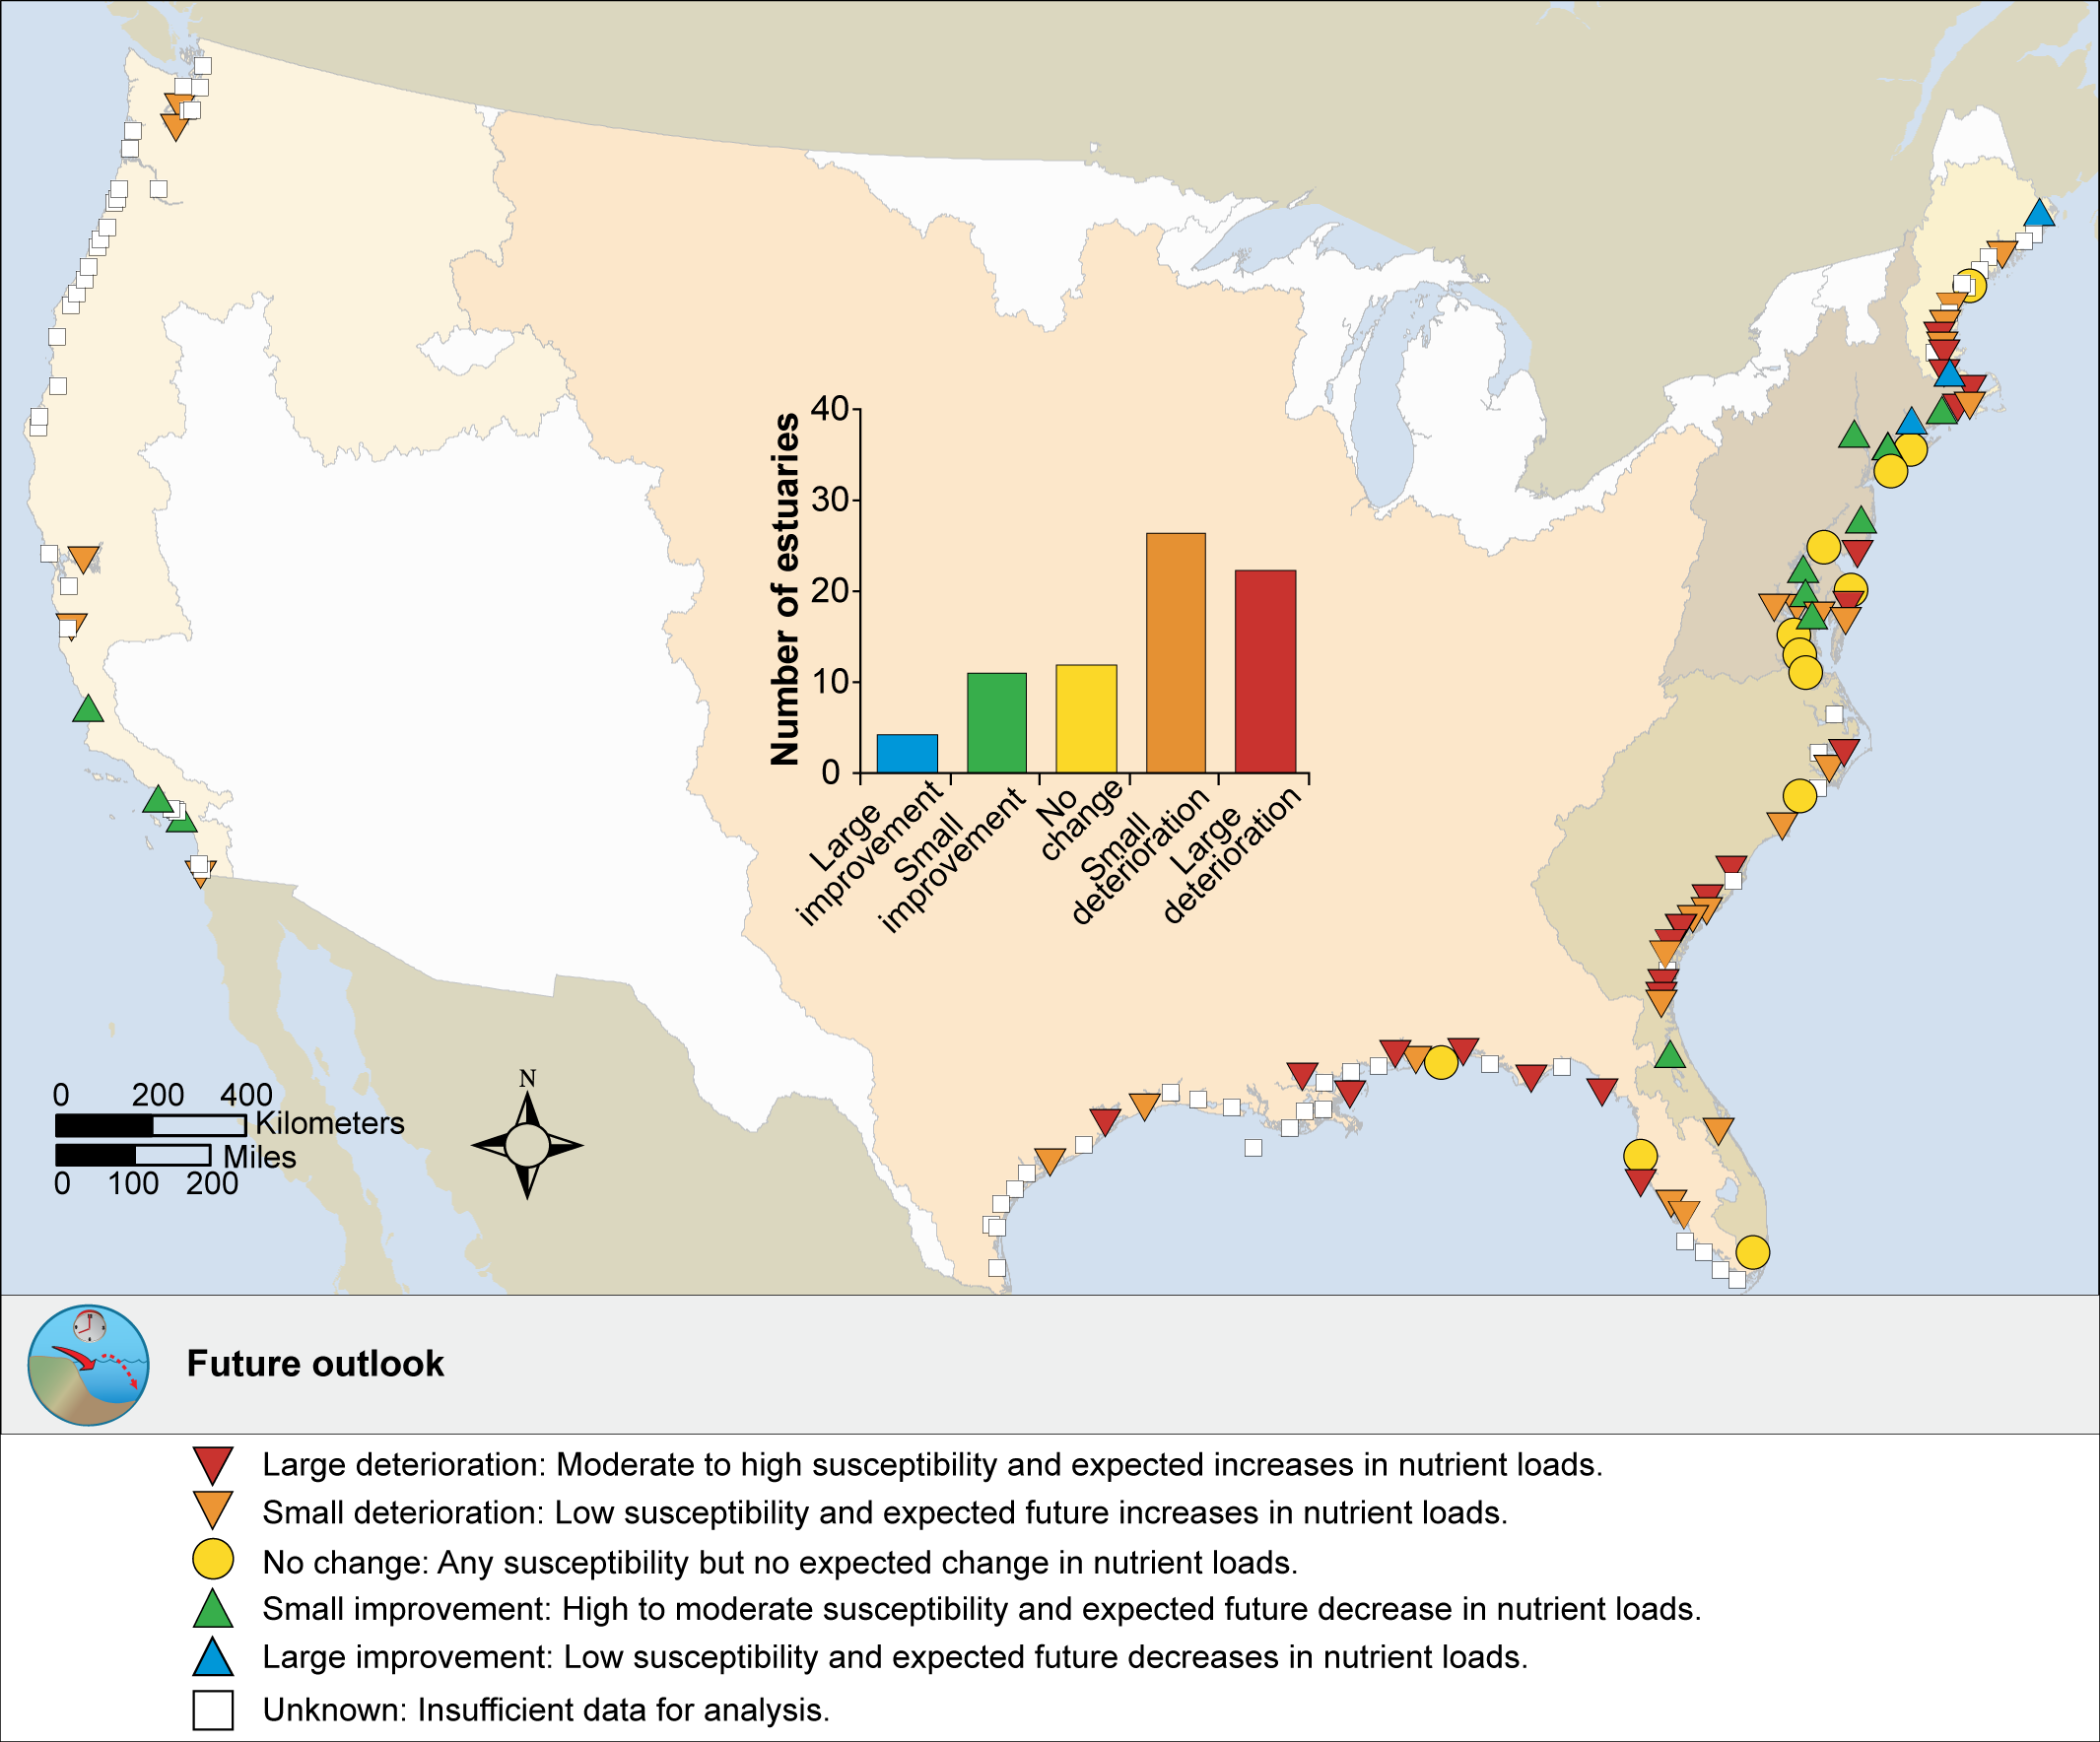 Number of estuaries
40
30
20
10
0
Large
improvement
Small
improvement
No
change
Small
deterioration
Large
deterioration
0 200 400
Kilometers
Miles
0 100 200
N
Future outlook
Large deterioration: Moderate to high susceptibility and expected increases in nutrient loads.
Small deterioration: Low susceptibility and expected future increases in nutrient loads.
No change: Any susceptibility but no expected change in nutrient loads.
Small improvement: High to moderate susceptibility and expected future decrease in nutrient loads.
Large improvement: Low susceptibility and expected future decreases in nutrient loads.
Unknown: Insufficient data for analysis.